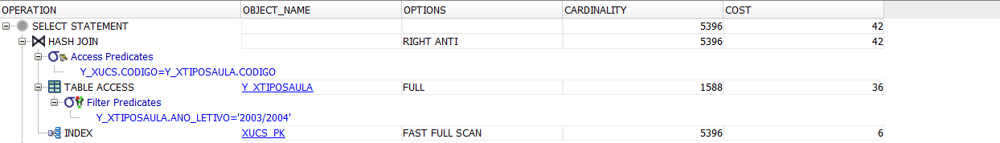 OPERATION OBJECT_NAME OPTIONS CARDINALITY COST
SELECT STATEMENT 5396 42
HASH JOIN RIGHT ANTI 5396 42
Access Predicates
Y_XUCS.CODIGO=Y_XTIPOSAULA.CODIGO
TABLE ACCESS Y_XTIPOSAULA FULL 1588 36
Filter Predicates
Y_XTIPOSAULA.ANO_LETIVO='2003/2004'
INDEX XUCS_PK FAST FULL SCAN 5396 6